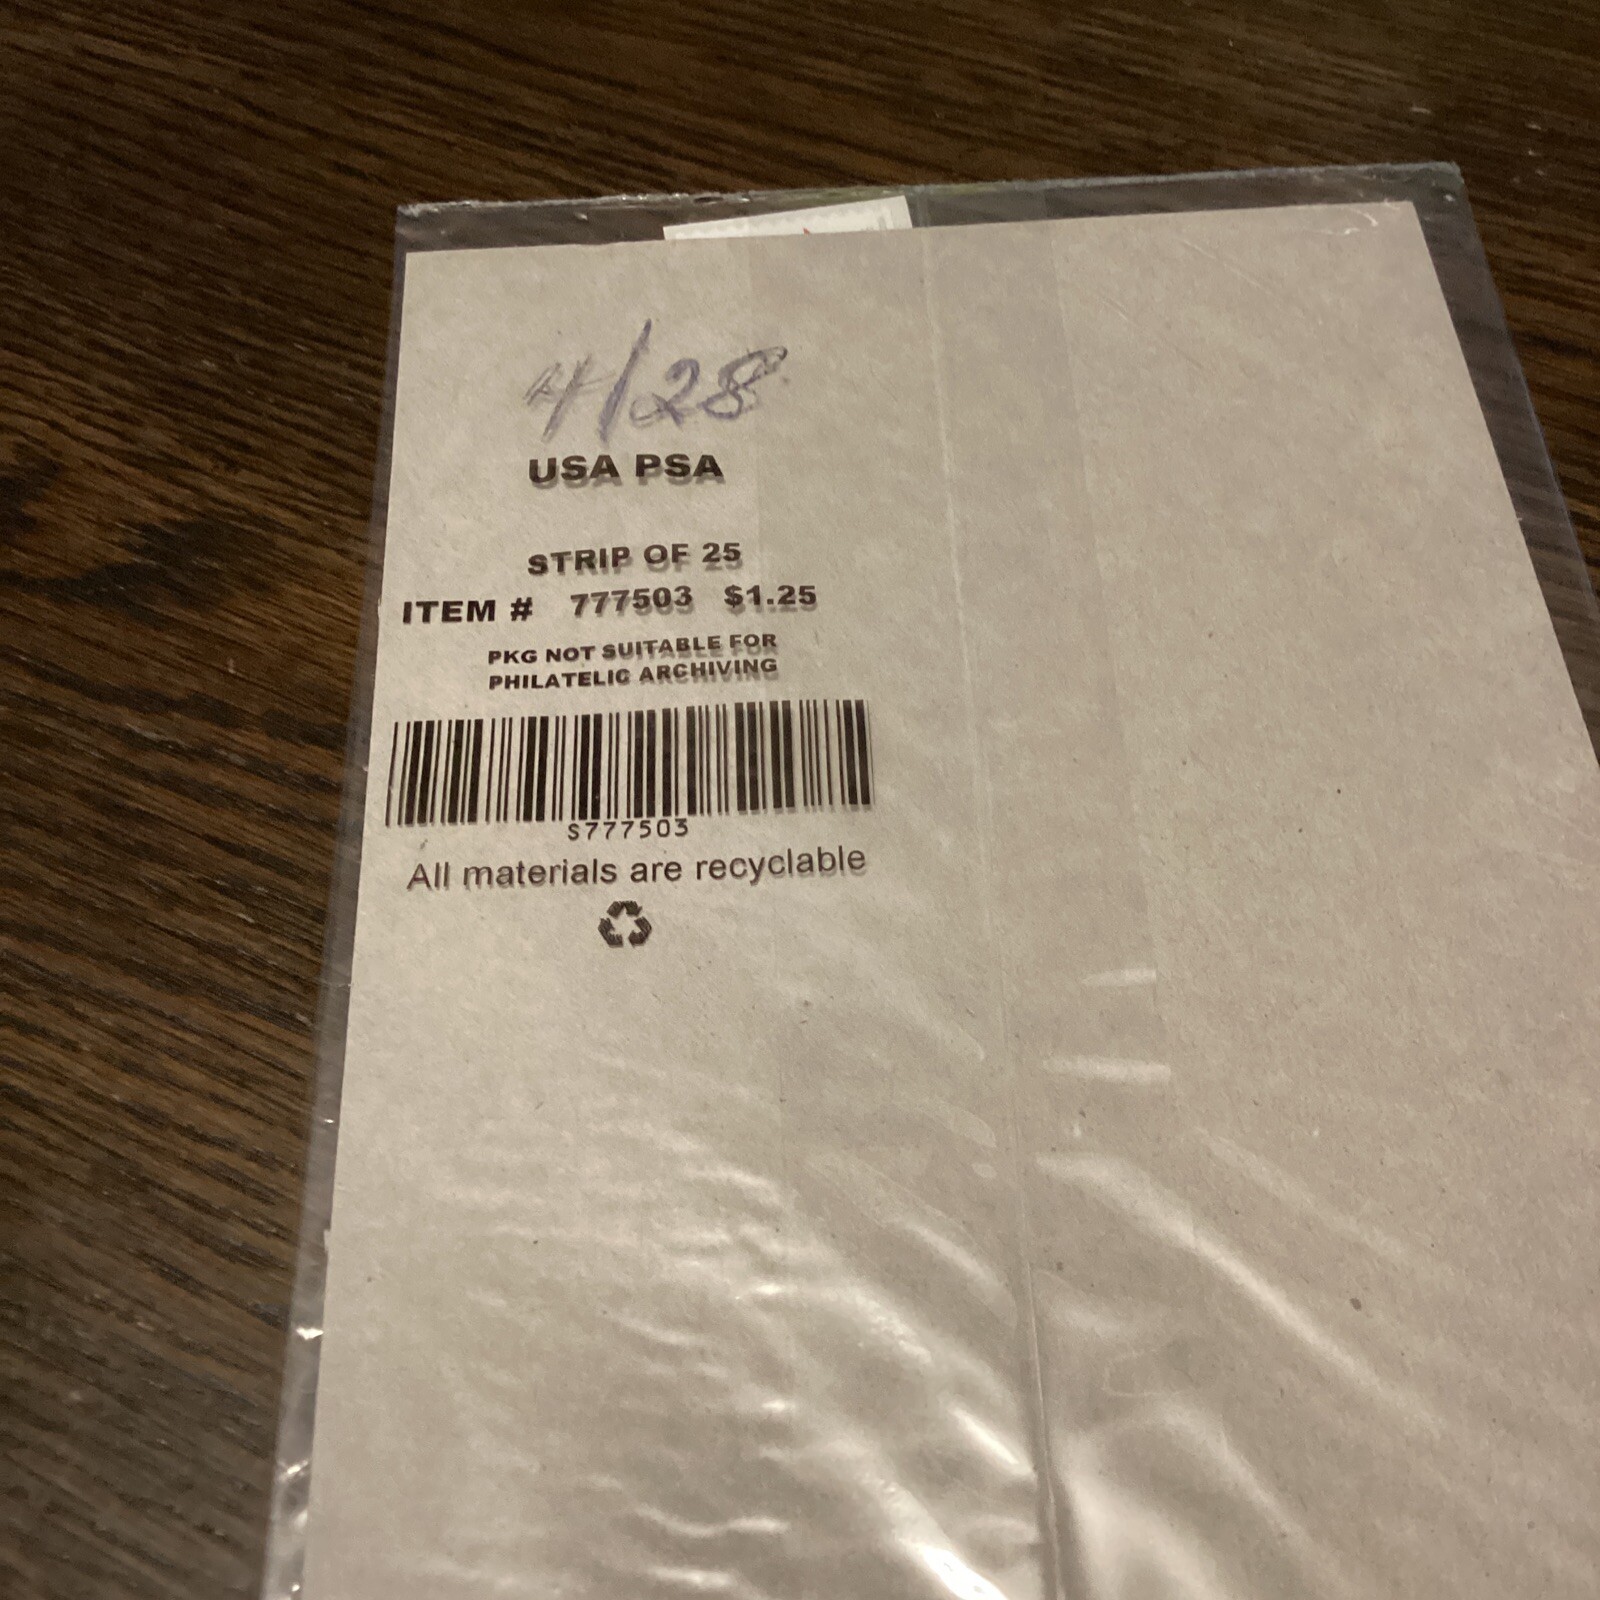 4/28
USA PSA
STRIP OF 25
ITEM # 777503 $1.25
PKG NOT SUITABLE FOR
PHILATELIC ARCHIVING
S777503
All materials are recyclable